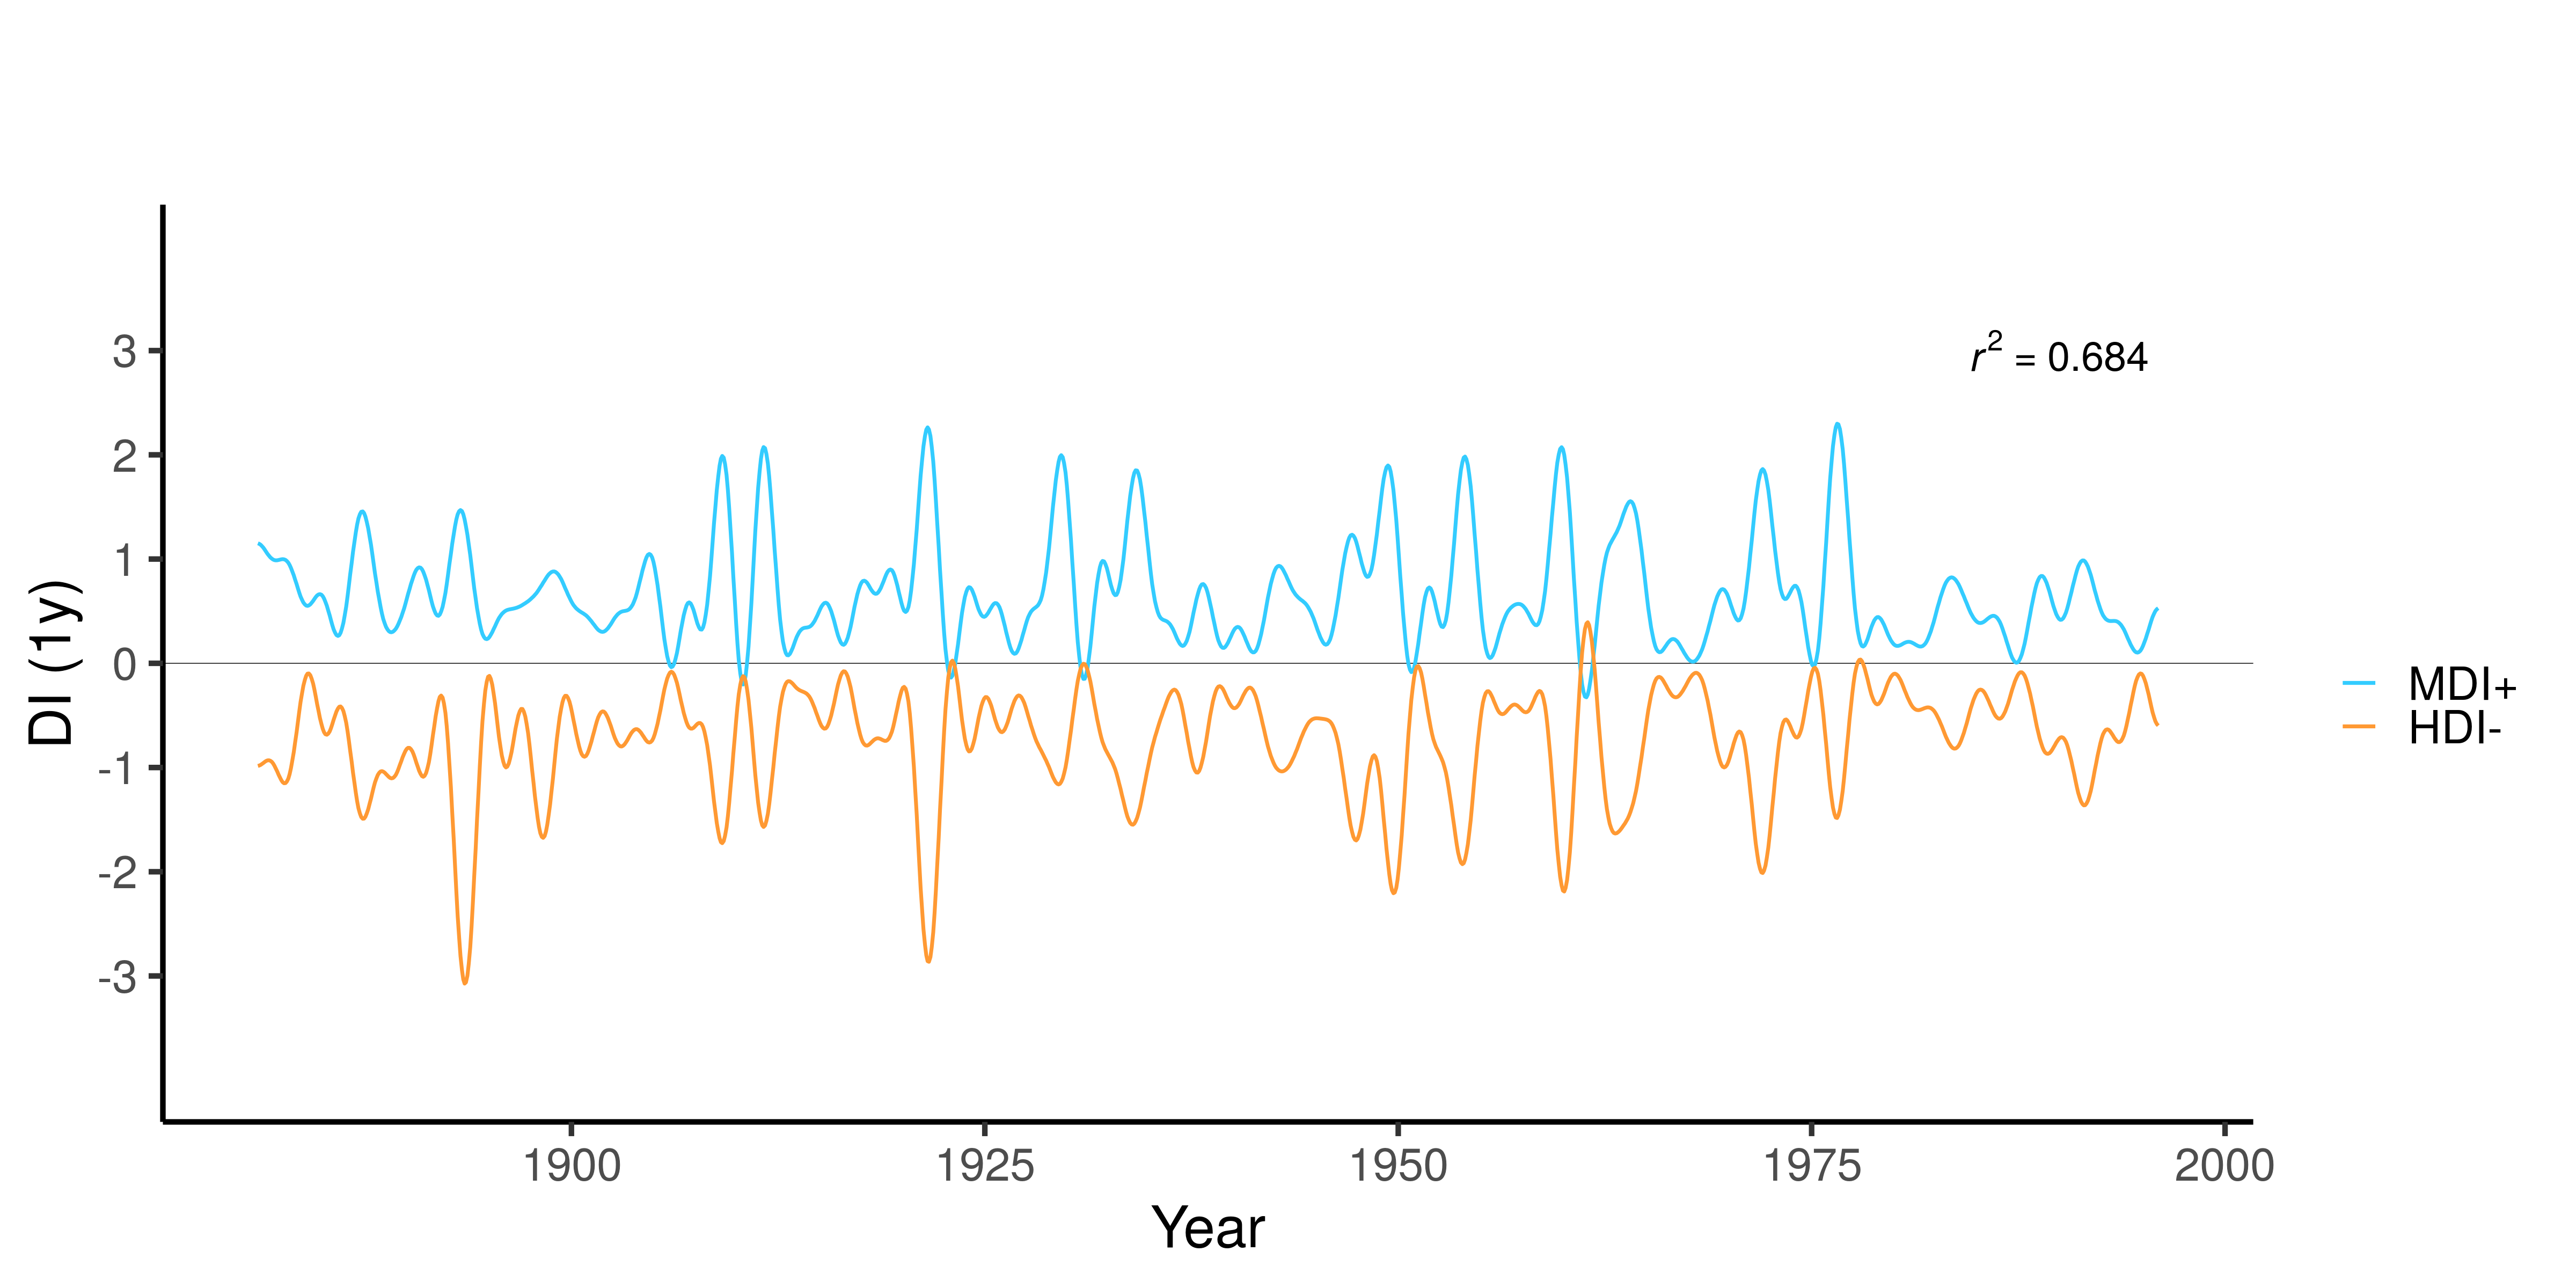 r² = 0.684
DI (1y)
3
2
1
0
-1
-2
-3
MDI+
HDI-
1900 1925 1950 1975 2000
Year